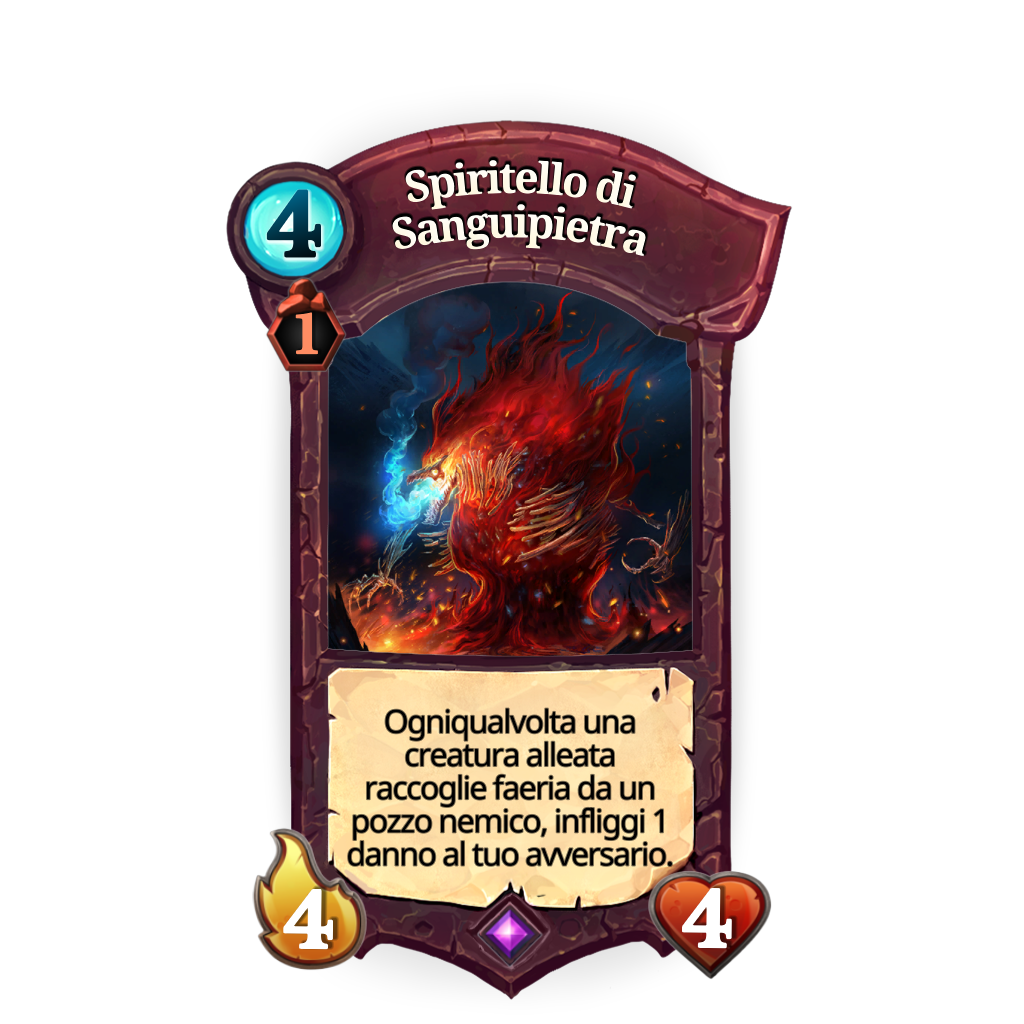 Spiritello di
Sanguipietra
4
1
Ogniqualvolta una
creatura alleata
raccoglie faeria da un
pozzo nemico, infliggi 1
danno al tuo avversario.
4
4